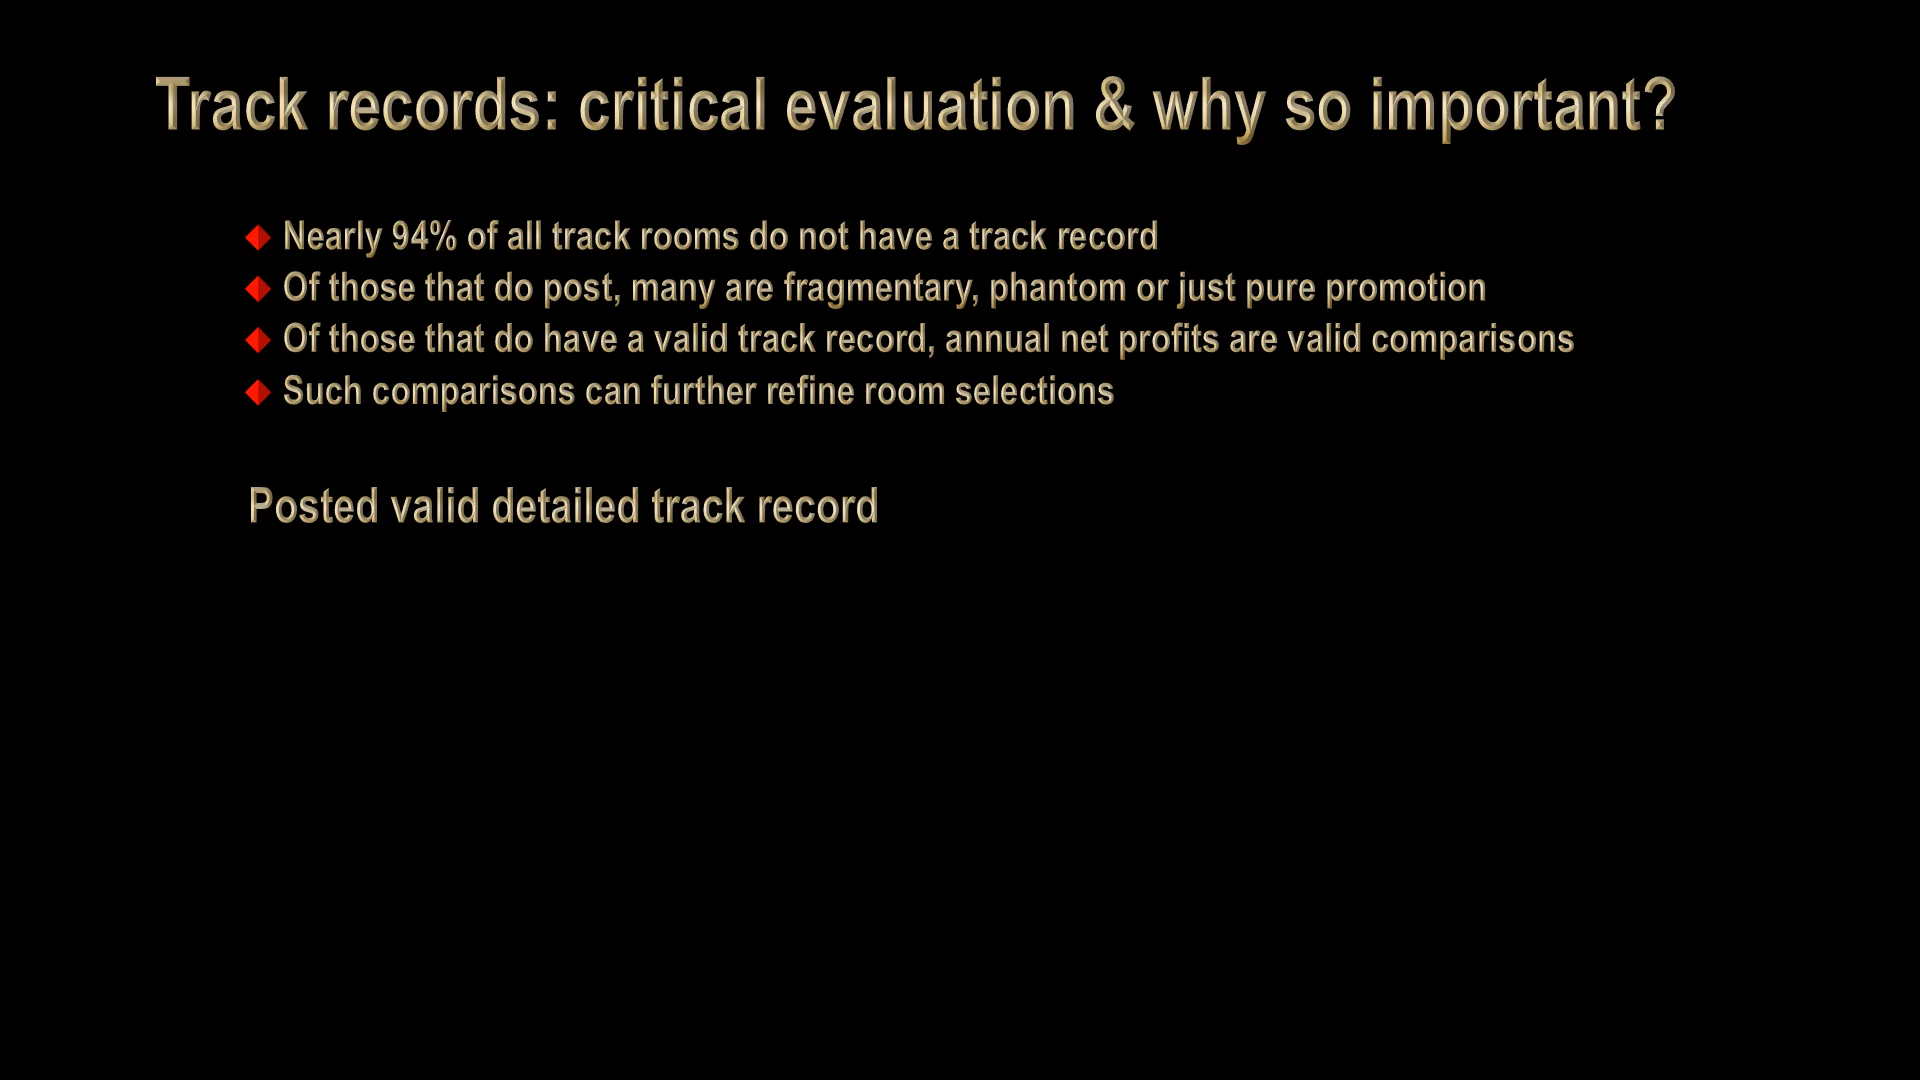 Track records: critical evaluation & why so important?
Nearly 94% of all track rooms do not have a track record
Of those that do post, many are fragmentary, phantom or just pure promotion
Of those that do have a valid track record, annual net profits are valid comparisons
Such comparisons can further refine room selections
Posted valid detailed track record